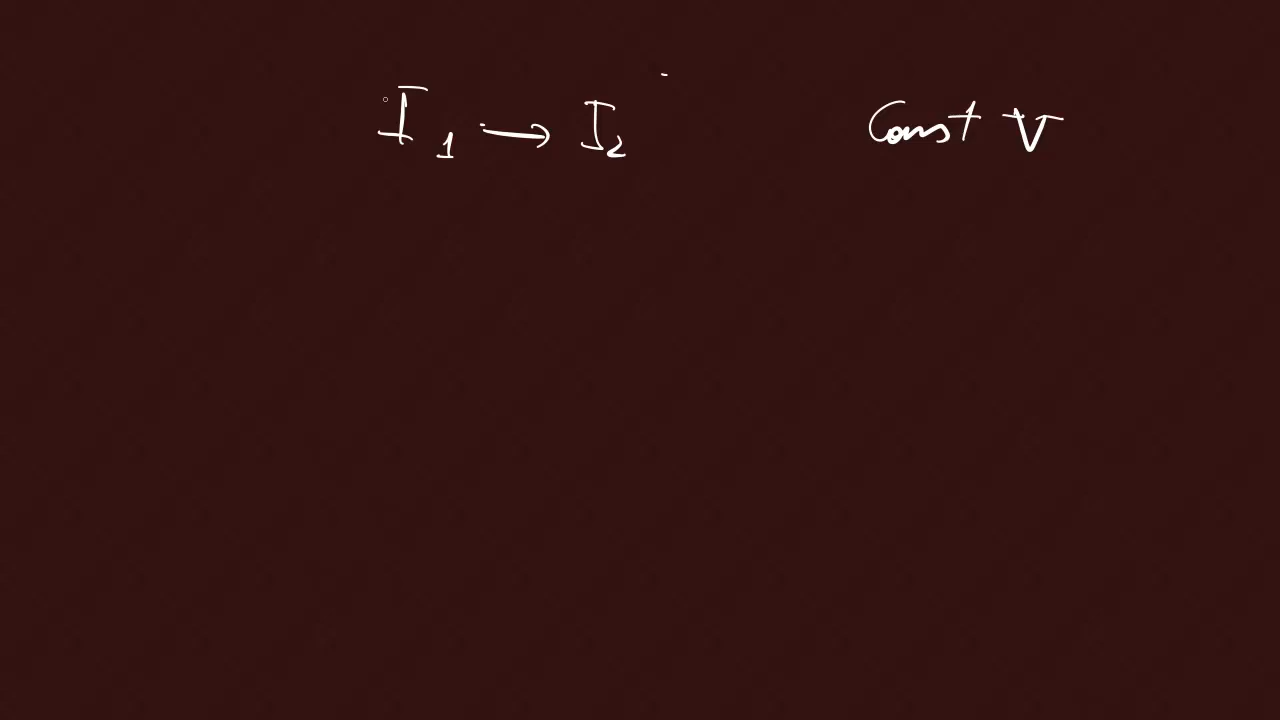 I₁ → I₂ Const V